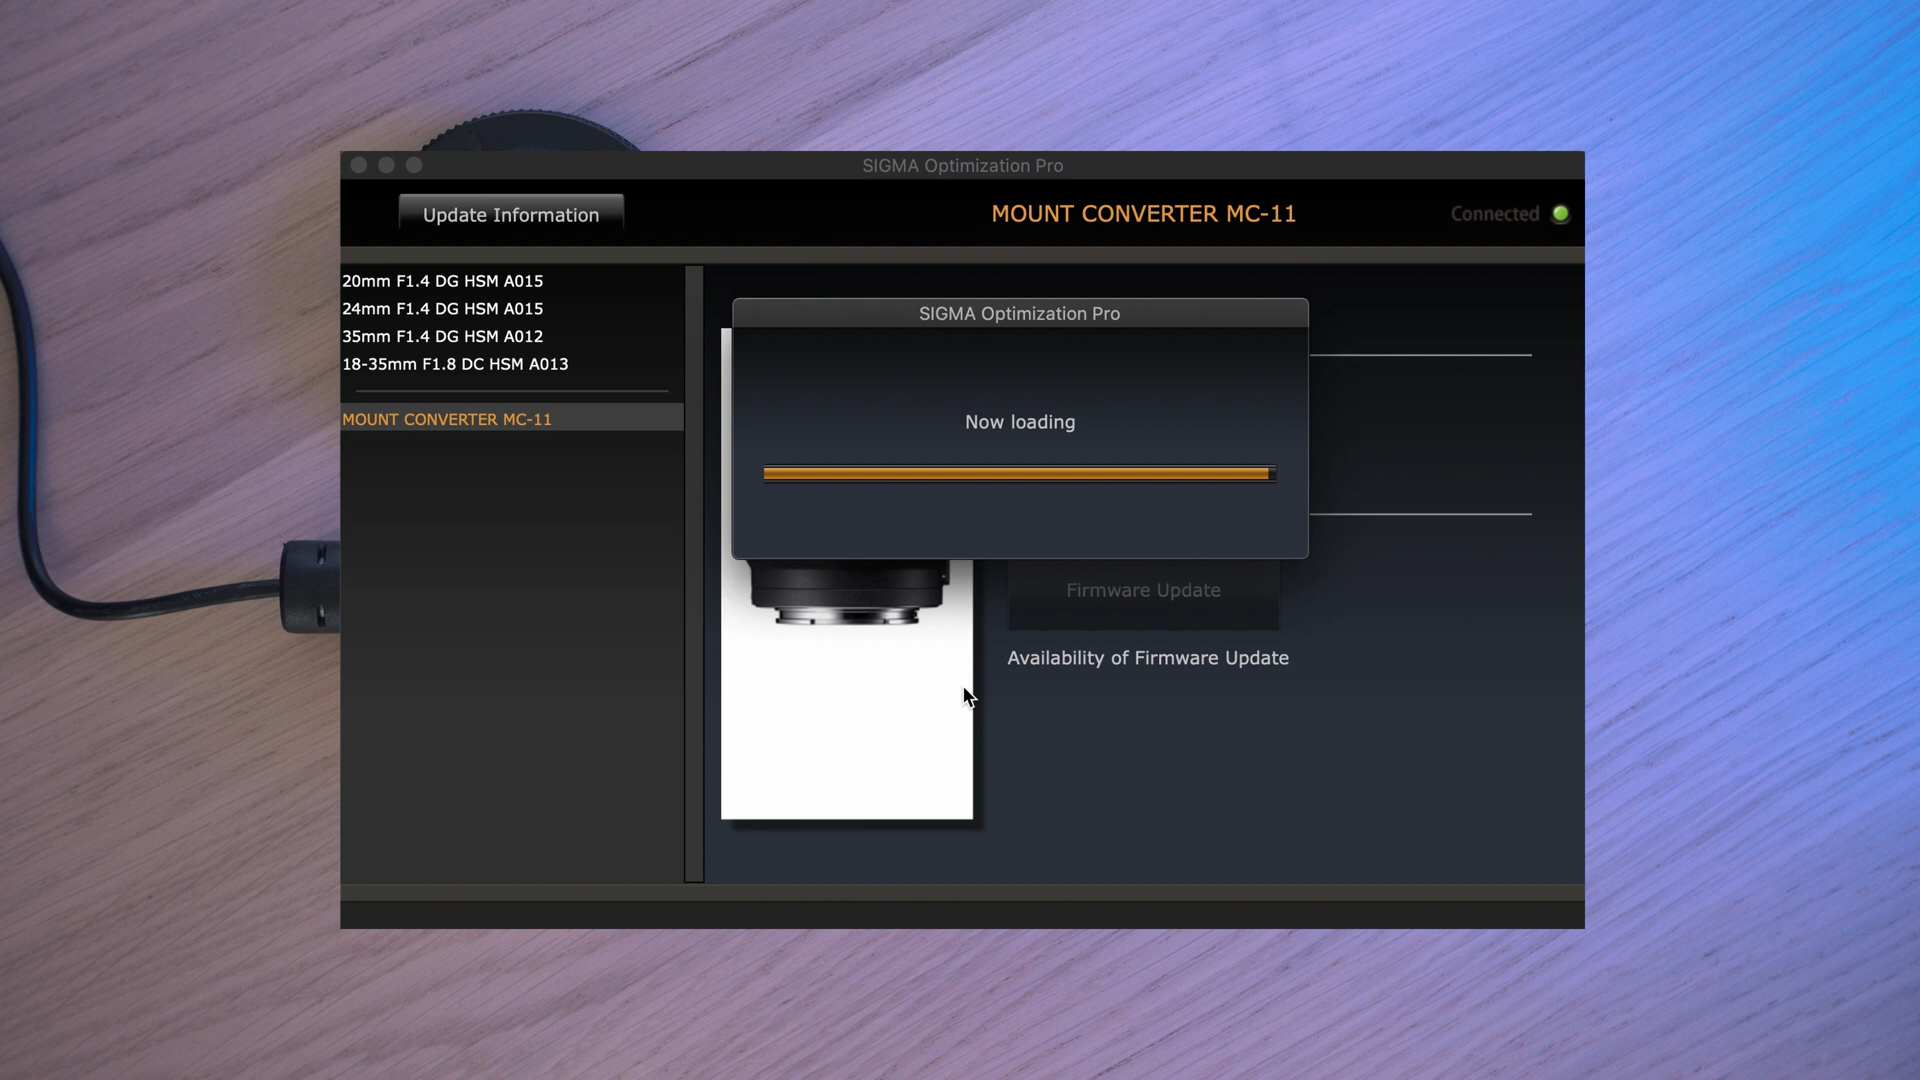 SIGMA Optimization Pro
Update Information
MOUNT CONVERTER MC-11
Connected
20mm F1.4 DG HSM A015
24mm F1.4 DG HSM A015
35mm F1.4 DG HSM A012
18-35mm F1.8 DC HSM A013
MOUNT CONVERTER MC-11
SIGMA Optimization Pro
Now loading
Firmware Update
Availability of Firmware Update